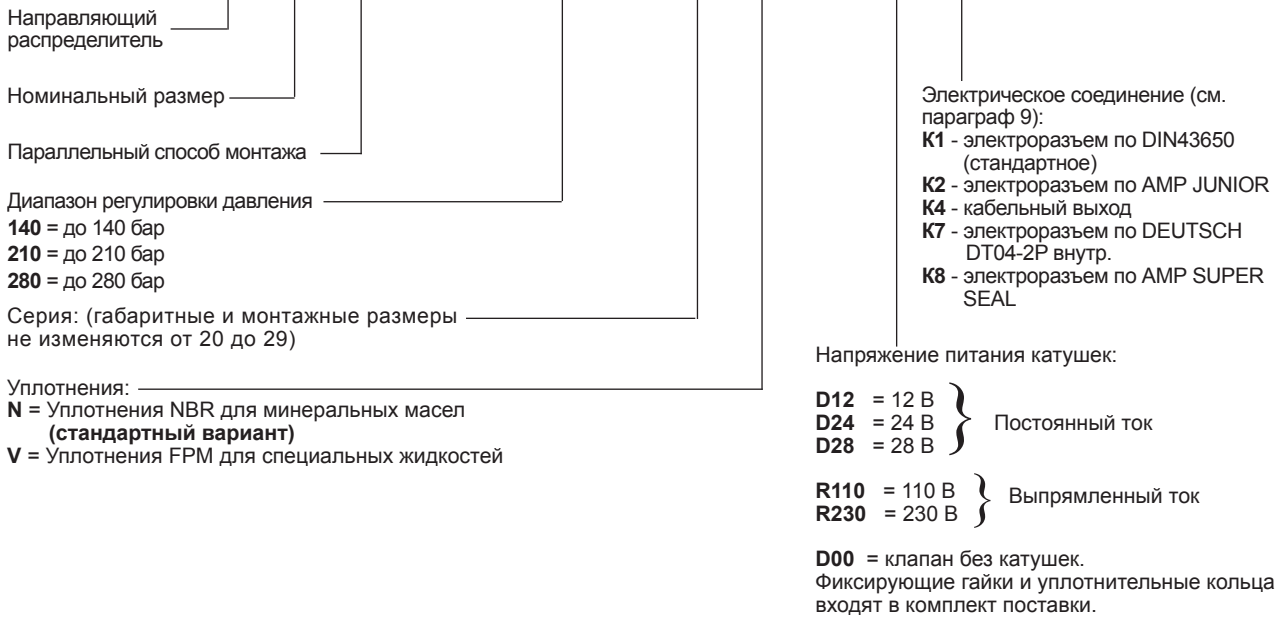 Направляющий
распределитель
Номинальный размер
Параллельный способ монтажа
Диапазон регулировки давления
140 = до 140 бар
210 = до 210 бар
280 = до 280 бар
Серия: (габаритные и монтажные размеры
не изменяются от 20 до 29)
Уплотнения:
N = Уплотнения NBR для минеральных масел
(стандартный вариант)
V = Уплотнения FPM для специальных жидкостей
Электрическое соединение (см.
параграф 9):
К1 - электроразъем по DIN43650
(стандартное)
К2 - электроразъем по AMP JUNIOR
К4 - кабельный выход
К7 - электроразъем по DEUTSCH
DT04-2P внутр.
К8 - электроразъем по AMP SUPER
SEAL
Напряжение питания катушек:
D12 = 12 В
D24 = 24 В
D28 = 28 В
Постоянный ток
R110 = 110 В
R230 = 230 В
Выпрямленный ток
D00 = клапан без катушек.
Фиксирующие гайки и уплотнительные кольца
входят в комплект поставки.